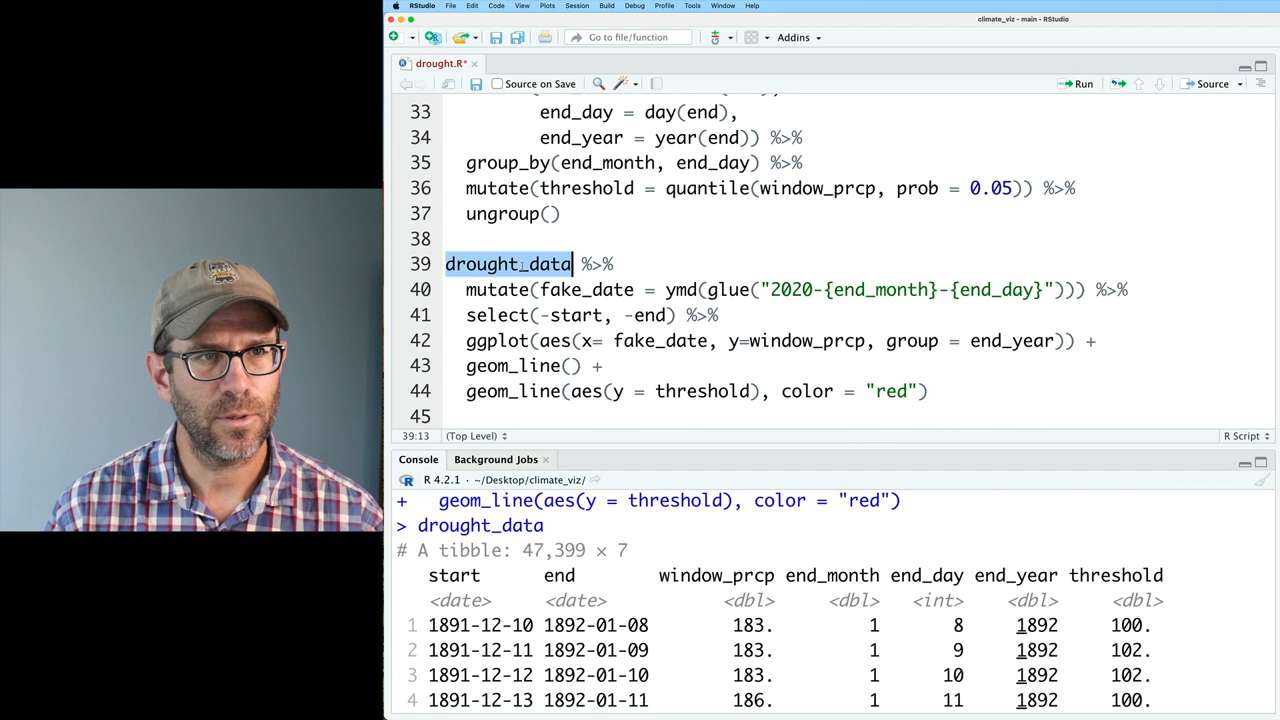 RStudio File Edit Code View Plots Session Build Debug Profile Tools Window Help
climate_viz - main - RStudio
Go to file/function Addins
drought.R*
Source on Save Run Source
33 end_day = day(end),
34 end_year = year(end)) %>%
35 group_by(end_month, end_day) %>%
36 mutate(threshold = quantile(window_prcp, prob = 0.05)) %>%
37 ungroup()
38
39 drought_data %>%
40 mutate(fake_date = ymd(glue("2020-{end_month}-{end_day}"))) %>%
41 select(-start, -end) %>%
42 ggplot(aes(x= fake_date, y=window_prcp, group = end_year)) +
43 geom_line() +
44 geom_line(aes(y = threshold), color = "red")
45
39:13 (Top Level) R Script
Console Background Jobs
R 4.2.1 · ~/Desktop/climate_viz/
+ geom_line(aes(y = threshold), color = "red")
> drought_data
# A tibble: 47,399 × 7
start end window_prcp end_month end_day end_year threshold
<date> <date> <dbl> <dbl> <int> <dbl> <dbl>
1 1891-12-10 1892-01-08 183. 1 8 1892 100.
2 1891-12-11 1892-01-09 183. 1 9 1892 102.
3 1891-12-12 1892-01-10 183. 1 10 1892 102.
4 1891-12-13 1892-01-11 186. 1 11 1892 100.